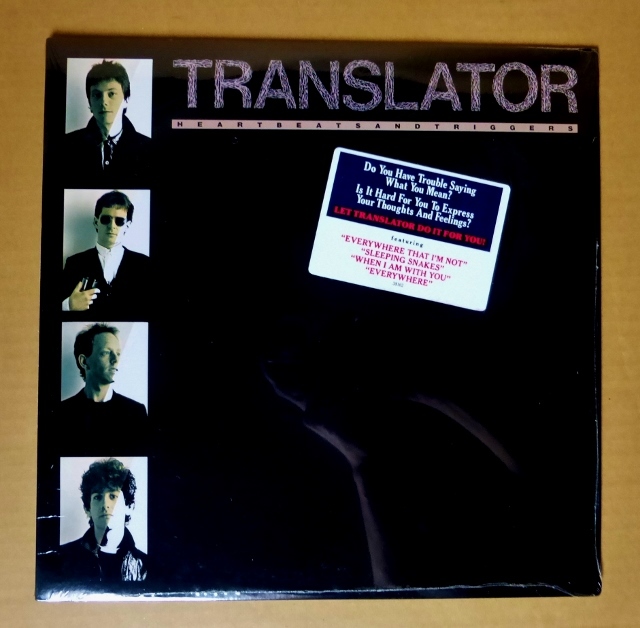 TRANSLATOR
HEARTBEATSANDTRIGGERS
Do You Have Trouble Saying
What You Mean?
Is It Hard For You To Express
Your Thoughts And Feelings?
LET TRANSLATOR DO IT FOR YOU!
featuring
"EVERYWHERE THAT I'M NOT"
"SLEEPING SNAKES"
"WHEN I AM WITH YOU"
"EVERYWHERE"